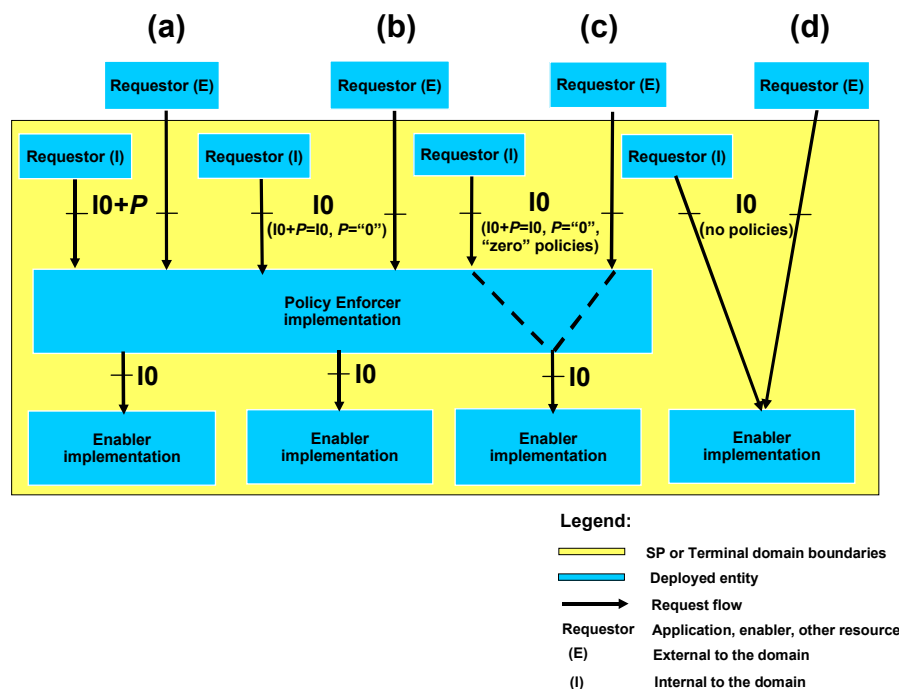 (a) (b) (c) (d)
Requestor (E) Requestor (E) Requestor (E) Requestor (E)
Requestor (I) Requestor (I) Requestor (I) Requestor (I)
I0+P I0 I0 I0
(I0+P=I0, P=“0”) (I0+P=I0, P=“0”, (no policies)
“zero” policies)
Policy Enforcer
implementation
I0 I0 I0
Enabler Enabler Enabler Enabler
implementation implementation implementation implementation
Legend:
SP or Terminal domain boundaries
Deployed entity
Request flow
Requestor Application, enabler, other resource
(E) External to the domain
(I) Internal to the domain